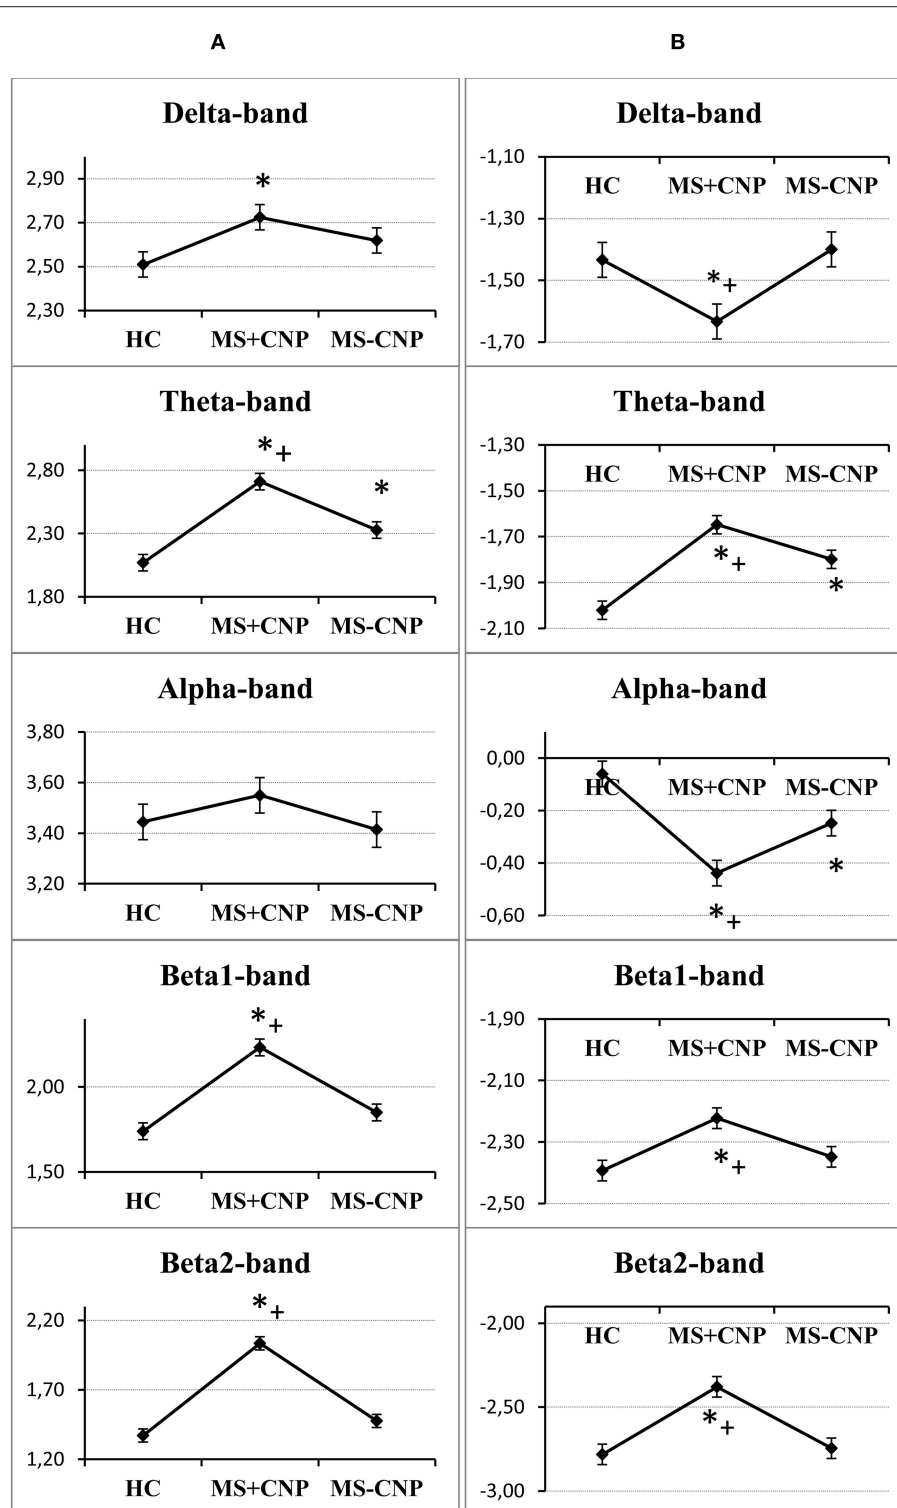 A
B
Delta-band
2,90
*
2,70
2,50
2,30
HC MS+CNP MS-CNP
Delta-band
-1,10
HC MS+CNP MS-CNP
-1,30
*+
-1,50
-1,70
Theta-band
*+
2,80
*
2,30
1,80
HC MS+CNP MS-CNP
Theta-band
-1,30
HC MS+CNP MS-CNP
-1,50
-1,70
*+
-1,90
*
-2,10
Alpha-band
3,80
3,60
3,40
3,20
HC MS+CNP MS-CNP
Alpha-band
0,00
HC MS+CNP MS-CNP
-0,20
-0,40
*
-0,60
*+
Beta1-band
*+
2,00
1,50
HC MS+CNP MS-CNP
Beta1-band
-1,90
HC MS+CNP MS-CNP
-2,10
-2,30
*+
-2,50
Beta2-band
*+
2,20
1,70
1,20
HC MS+CNP MS-CNP
Beta2-band
-2,00
HC MS+CNP MS-CNP
-2,50
*+
-3,00